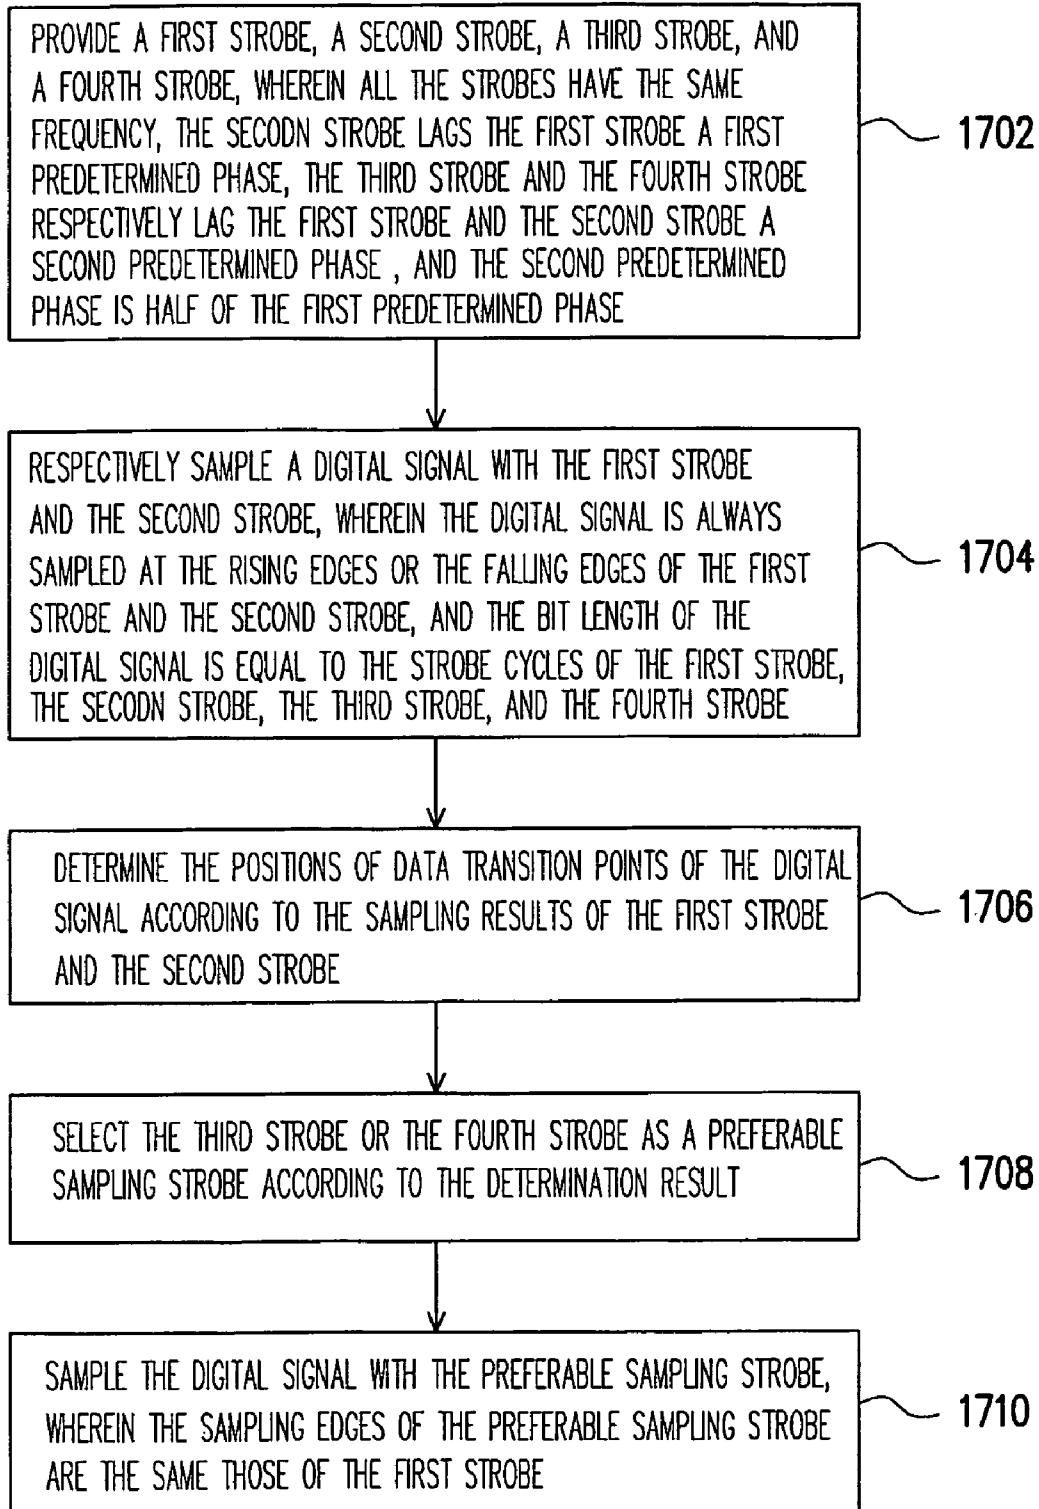 PROVIDE A FIRST STROBE, A SECOND STROBE, A THIRD STROBE, AND
A FOURTH STROBE, WHEREIN ALL THE STROBES HAVE THE SAME
FREQUENCY, THE SECODN STROBE LAGS THE FIRST STROBE A FIRST
PREDETERMINED PHASE, THE THIRD STROBE AND THE FOURTH STROBE
RESPECTIVELY LAG THE FIRST STROBE AND THE SECOND STROBE A
SECOND PREDETERMINED PHASE , AND THE SECOND PREDETERMINED
PHASE IS HALF OF THE FIRST PREDETERMINED PHASE
1702
RESPECTIVELY SAMPLE A DIGITAL SIGNAL WITH THE FIRST STROBE
AND THE SECOND STROBE, WHEREIN THE DIGITAL SIGNAL IS ALWAYS
SAMPLED AT THE RISING EDGES OR THE FALLING EDGES OF THE FIRST
STROBE AND THE SECOND STROBE, AND THE BIT LENGTH OF THE
DIGITAL SIGNAL IS EQUAL TO THE STROBE CYCLES OF THE FIRST STROBE,
THE SECODN STROBE, THE THIRD STROBE, AND THE FOURTH STROBE
1704
DETERMINE THE POSITIONS OF DATA TRANSITION POINTS OF THE DIGITAL
SIGNAL ACCORDING TO THE SAMPLING RESULTS OF THE FIRST STROBE
AND THE SECOND STROBE
1706
SELECT THE THIRD STROBE OR THE FOURTH STROBE AS A PREFERABLE
SAMPLING STROBE ACCORDING TO THE DETERMINATION RESULT
1708
SAMPLE THE DIGITAL SIGNAL WITH THE PREFERABLE SAMPLING STROBE,
WHEREIN THE SAMPLING EDGES OF THE PREFERABLE SAMPLING STROBE
ARE THE SAME THOSE OF THE FIRST STROBE
1710